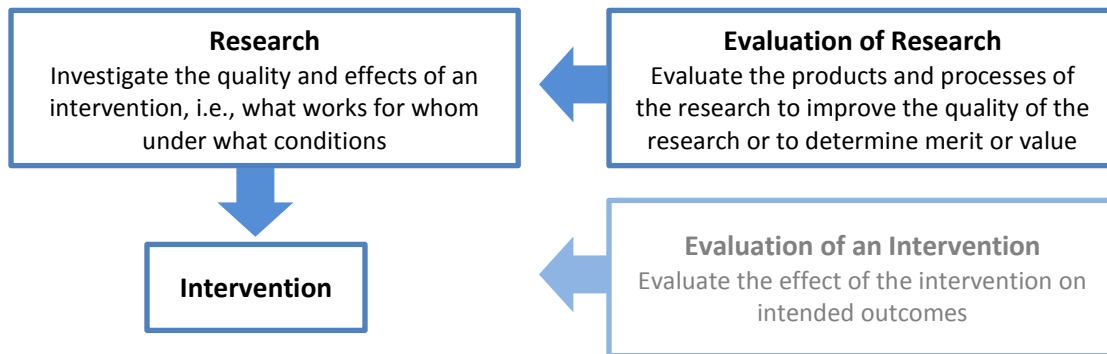 Research
Investigate the quality and effects of an
intervention, i.e., what works for whom
under what conditions
Evaluation of Research
Evaluate the products and processes of
the research to improve the quality of the
research or to determine merit or value
Intervention
Evaluation of an Intervention
Evaluate the effect of the intervention on
intended outcomes